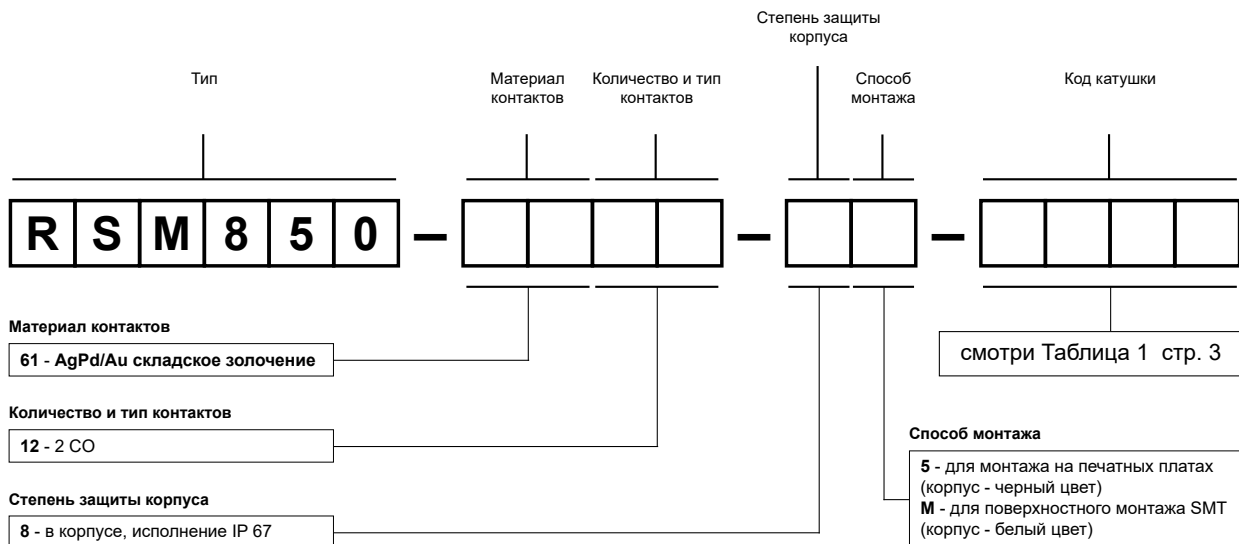 Степень защиты
корпуса
Тип
Материал
контактов
Количество и тип
контактов
Способ
монтажа
Код катушки
RSM850 – –  –
Материал контактов
61 - AgPd/Au складское золочение
смотри Таблица 1 стр. 3
Количество и тип контактов
12 - 2 CO
Способ монтажа
5 - для монтажа на печатных платах
(корпус - черный цвет)
M - для поверхностного монтажа SMT
(корпус - белый цвет)
Степень защиты корпуса
8 - в корпусе, исполнение IP 67